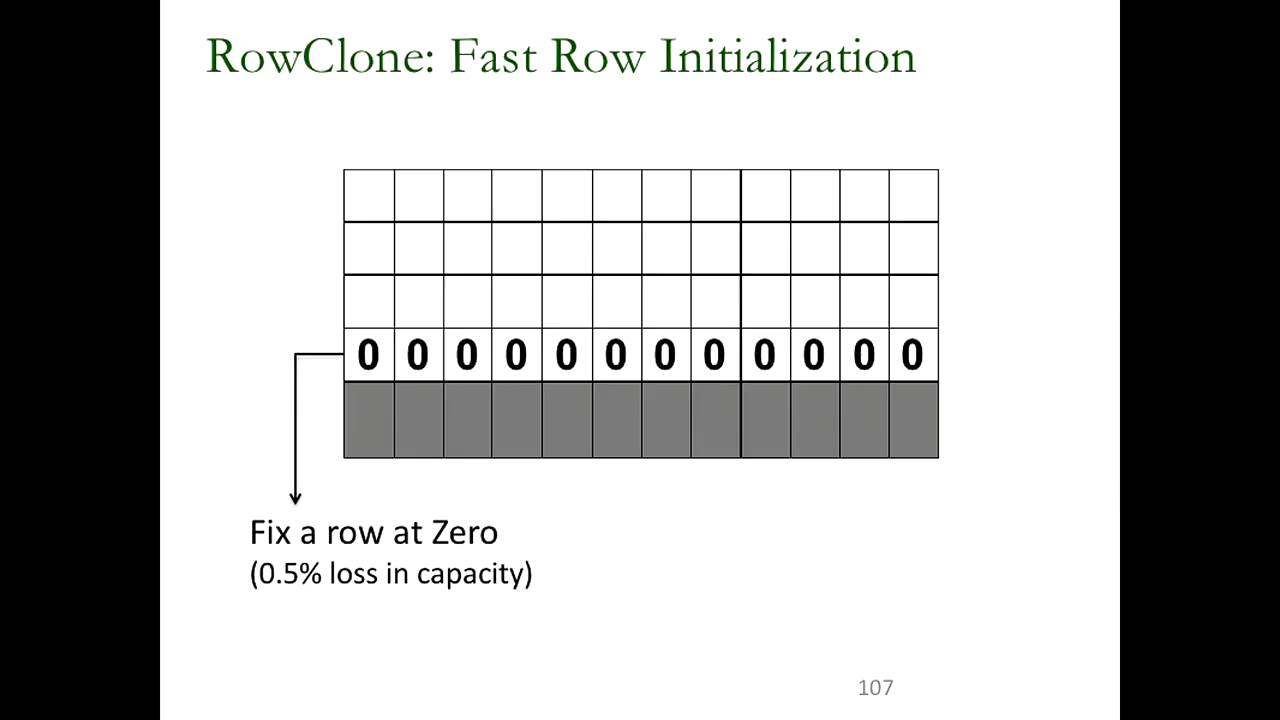 RowClone: Fast Row Initialization
0 0 0 0 0 0 0 0 0 0 0 0
Fix a row at Zero
(0.5% loss in capacity)
107